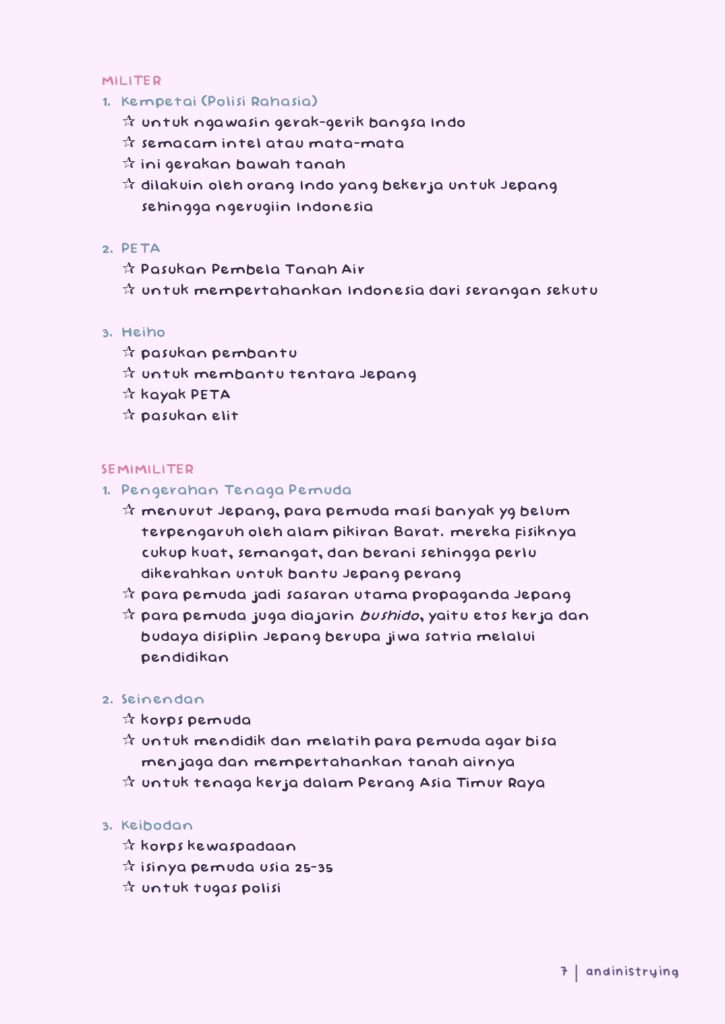 MILITER
1. Kempetai (Polisi Rahasia)
☆ untuk ngawasin gerak-gerik bangsa Indo
☆ semacam intel atau mata-mata
☆ ini gerakan bawah tanah
☆ dilakuin oleh orang Indo yang bekerja untuk Jepang
sehingga ngerugiin Indonesia
2. PETA
☆ Pasukan Pembela Tanah Air
☆ untuk mempertahankan Indonesia dari serangan sekutu
3. Heiho
☆ pasukan pembantu
☆ untuk membantu tentara Jepang
☆ kayak PETA
☆ pasukan elit
SEMIMILITER
1. Pengerahan Tenaga Pemuda
☆ menurut Jepang, para pemuda masi banyak yg belum
terpengaruh oleh alam pikiran Barat. mereka fisiknya
cukup kuat, semangat, dan berani sehingga perlu
dikerahkan untuk bantu Jepang perang
☆ para pemuda jadi sasaran utama propaganda Jepang
☆ para pemuda juga diajarin bushido, yaitu etos kerja dan
budaya disiplin Jepang berupa jiwa satria melalui
pendidikan
2. Seinendan
☆ korps pemuda
☆ untuk mendidik dan melatih para pemuda agar bisa
menjaga dan mempertahankan tanah airnya
☆ untuk tenaga kerja dalam Perang Asia Timur Raya
3. Keibodan
☆ korps kewaspadaan
☆ isinya pemuda usia 25-35
☆ untuk tugas polisi
7 | andinistrying